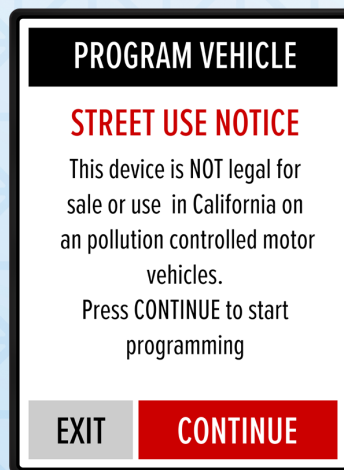 PROGRAM VEHICLE
STREET USE NOTICE
This device is NOT legal for
sale or use in California on
an pollution controlled motor
vehicles.
Press CONTINUE to start
programming
EXIT
CONTINUE